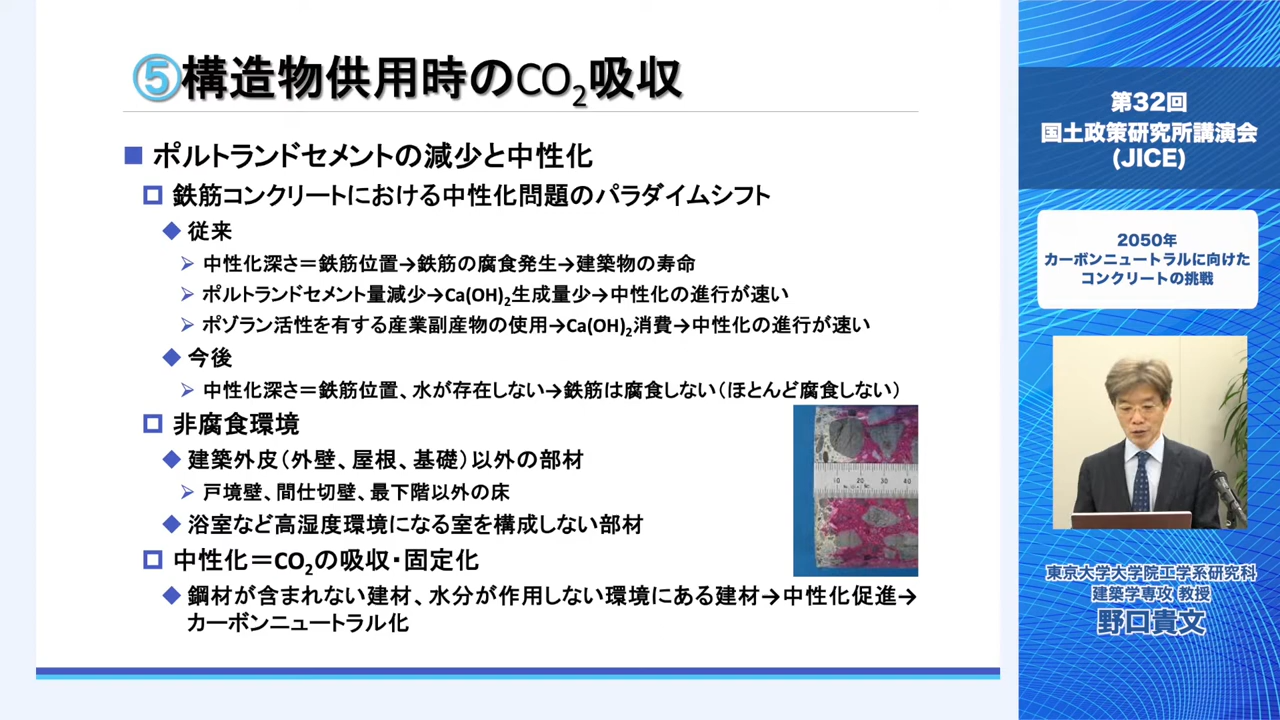 ⑤構造物供用時のCO₂吸収
■ ポルトランドセメントの減少と中性化
鉄筋コンクリートにおける中性化問題のパラダイムシフト
◆ 従来
➢ 中性化深さ＝鉄筋位置→鉄筋の腐食発生→建築物の寿命
➢ ポルトランドセメント量減少→Ca(OH)₂生成量少→中性化の進行が速い
➢ ポゾラン活性を有する産業副産物の使用→Ca(OH)₂消費→中性化の進行が速い
◆ 今後
➢ 中性化深さ＝鉄筋位置、水が存在しない→鉄筋は腐食しない（ほとんど腐食しない）
非腐食環境
◆ 建築外皮（外壁、屋根、基礎）以外の部材
➢ 戸境壁、間仕切壁、最下階以外の床
◆ 浴室など高湿度環境になる室を構成しない部材
中性化＝CO₂の吸収・固定化
◆ 鋼材が含まれない建材、水分が作用しない環境にある建材→中性化促進→
カーボンニュートラル化
10 20 30 40
第32回
国土政策研究所講演会
(JICE)
2050年
カーボンニュートラルに向けた
コンクリートの挑戦
東京大学大学院工学系研究科
建築学専攻 教授
野口貴文